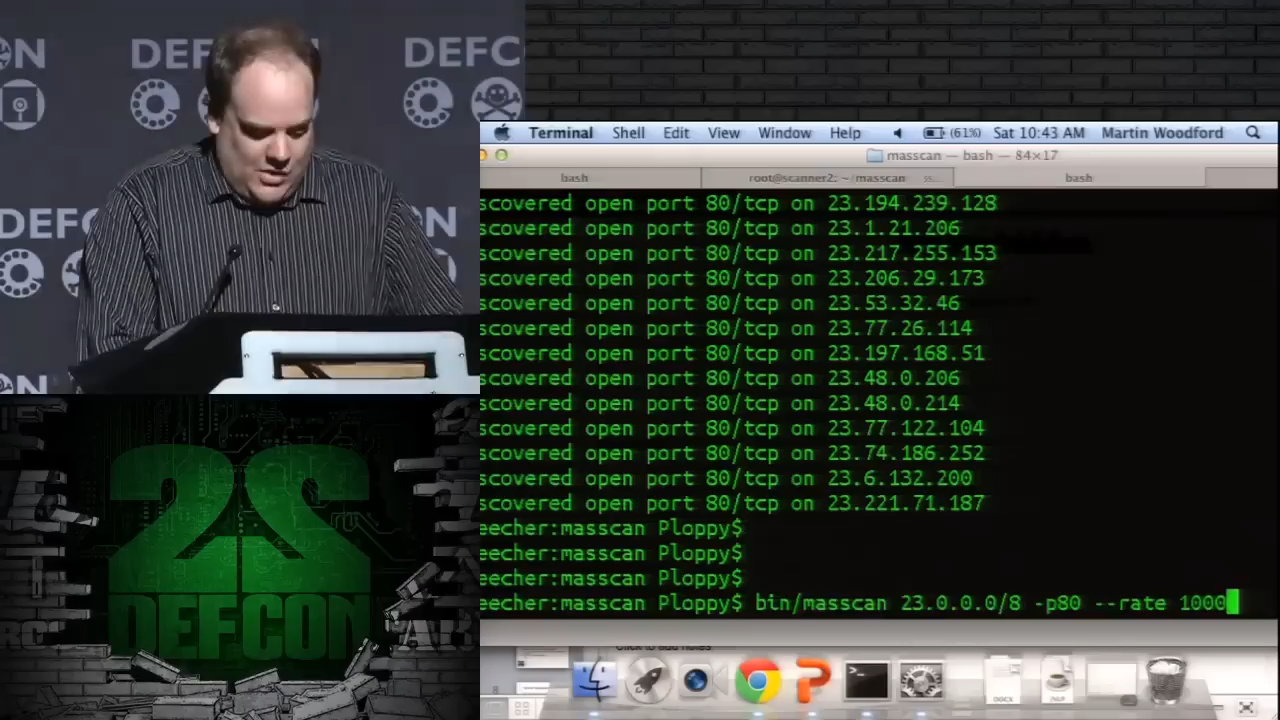 ON
DEF
DEFC
DEFC
ON
22
DEFCON
Terminal Shell Edit View Window Help (61%) Sat 10:43 AM Martin Woodford
masscan — bash — 84×17
bash root@scanner2: ~/masscan bash
scovered open port 80/tcp on 23.194.239.128
scovered open port 80/tcp on 23.1.21.206
scovered open port 80/tcp on 23.217.255.153
scovered open port 80/tcp on 23.206.29.173
scovered open port 80/tcp on 23.53.32.46
scovered open port 80/tcp on 23.77.26.114
scovered open port 80/tcp on 23.197.168.51
scovered open port 80/tcp on 23.48.0.206
scovered open port 80/tcp on 23.48.0.214
scovered open port 80/tcp on 23.77.122.104
scovered open port 80/tcp on 23.74.186.252
scovered open port 80/tcp on 23.6.132.200
scovered open port 80/tcp on 23.221.71.187
eecher:masscan Ploppy$
eecher:masscan Ploppy$
eecher:masscan Ploppy$
eecher:masscan Ploppy$ bin/masscan 23.0.0.0/8 -p80 --rate 1000
Click to add notes
DOCX